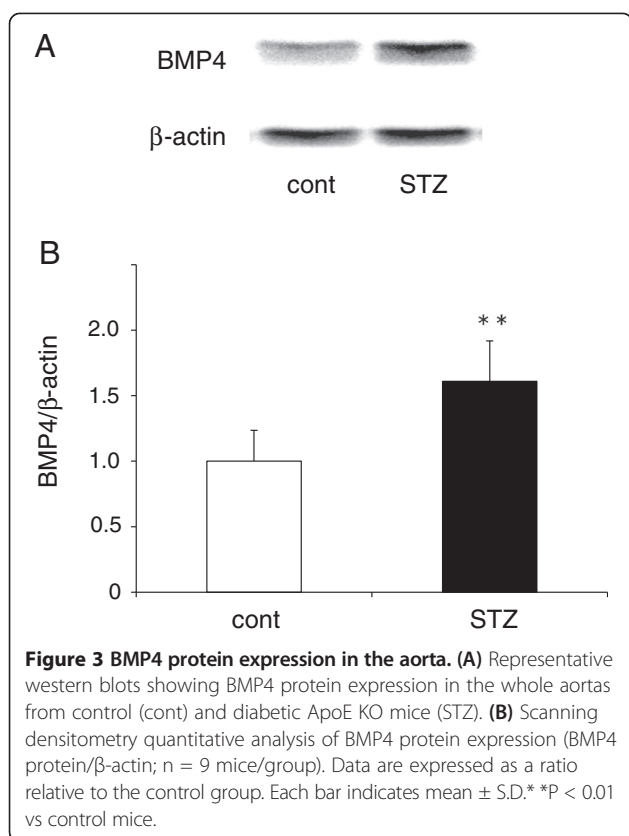 A
BMP4
β-actin
cont STZ
B
BMP4/β-actin
2.0
1.5
1.0
0.5
0
**
cont STZ
Figure 3 BMP4 protein expression in the aorta. (A) Representative
western blots showing BMP4 protein expression in the whole aortas
from control (cont) and diabetic ApoE KO mice (STZ). (B) Scanning
densitometry quantitative analysis of BMP4 protein expression (BMP4
protein/β-actin; n = 9 mice/group). Data are expressed as a ratio
relative to the control group. Each bar indicates mean ± S.D.* *P < 0.01
vs control mice.